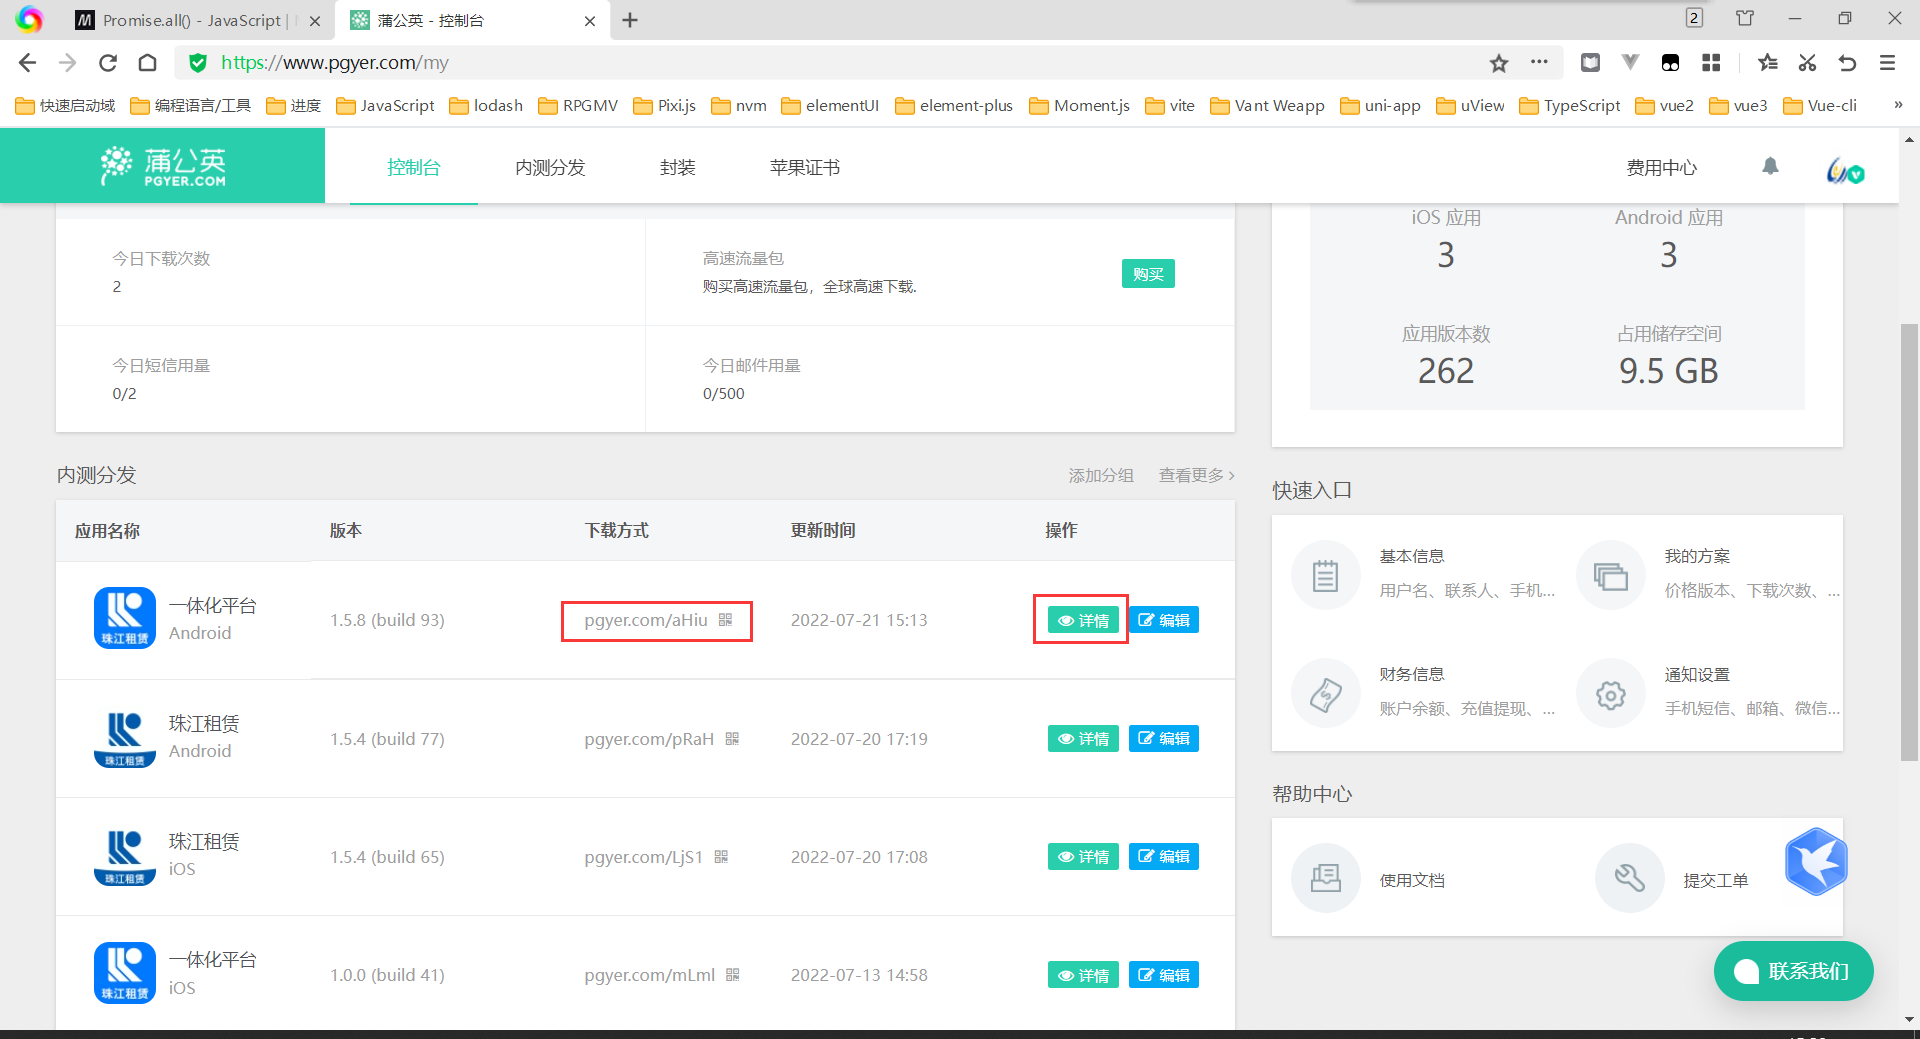 Promise.all() - JavaScript |
蒲公英 - 控制台
2
https://www.pgyer.com/my
快速启动域
编程语言/工具
进度
JavaScript
lodash
RPGMV
Pixi.js
nvm
elementUI
element-plus
Moment.js
vite
Vant Weapp
uni-app
uView
TypeScript
vue2
vue3
Vue-cli
»
蒲公英
PGYER.COM
控制台
内测分发
封装
苹果证书
费用中心
iOS 应用
Android 应用
3
3
今日下载次数
2
高速流量包
购买高速流量包，全球高速下载.
购买
应用版本数
占用储存空间
262
9.5 GB
今日短信用量
0/2
今日邮件用量
0/500
内测分发
添加分组
查看更多 >
应用名称
版本
下载方式
更新时间
操作
一体化平台
Android
珠江租赁
1.5.8 (build 93)
pgyer.com/aHiu
2022-07-21 15:13
详情
编辑
珠江租赁
Android
珠江租赁
1.5.4 (build 77)
pgyer.com/pRaH
2022-07-20 17:19
详情
编辑
珠江租赁
iOS
珠江租赁
1.5.4 (build 65)
pgyer.com/LjS1
2022-07-20 17:08
详情
编辑
一体化平台
iOS
珠江租赁
1.0.0 (build 41)
pgyer.com/mLml
2022-07-13 14:58
详情
编辑
快速入口
基本信息
用户名、联系人、手机...
我的方案
价格版本、下载次数、...
财务信息
账户余额、充值提现、...
通知设置
手机短信、邮箱、微信...
帮助中心
使用文档
提交工单
联系我们